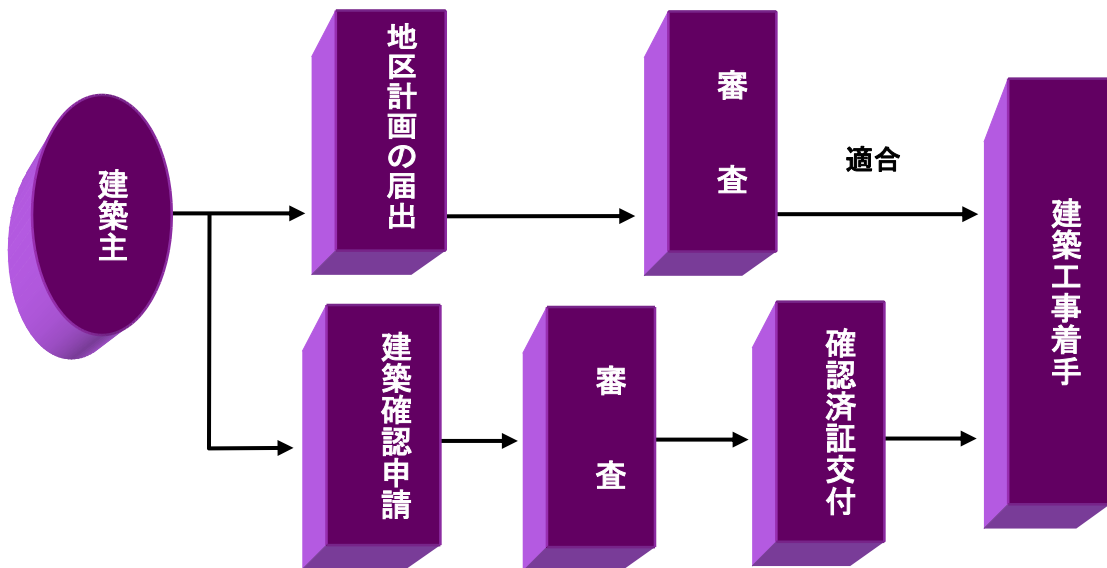 建築主
地区計画の届出
審査
適合
建築確認申請
審査
確認済証交付
建築工事着手